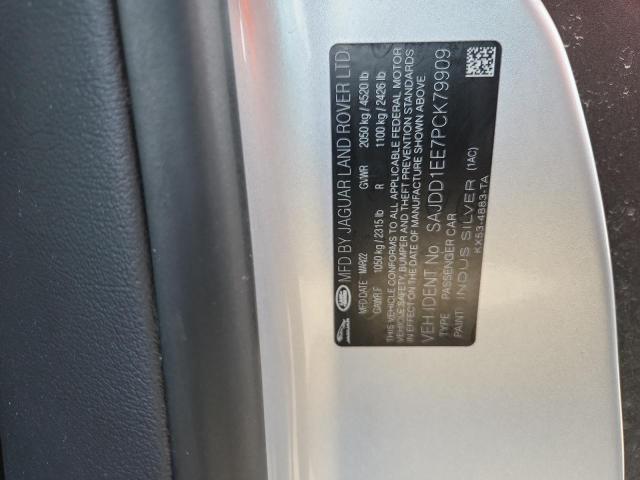 MFD BY JAGUAR LAND ROVER LTD.
MFD DATE MAR/22 GVWR 2050 kg / 4520 lb
GAWR: F 1050 kg / 2315 lb R 1100 kg / 2426 lb
THIS VEHICLE CONFORMS TO ALL APPLICABLE FEDERAL MOTOR
VEHICLE SAFETY, BUMPER AND THEFT PREVENTION STANDARDS
IN EFFECT ON THE DATE OF MANUFACTURE SHOWN ABOVE
VEH IDENT No SAJDD1EE7PCK79909
TYPE PASSENGER CAR
PAINT: INDUS SILVER (1AC)
KX53-4883-TA